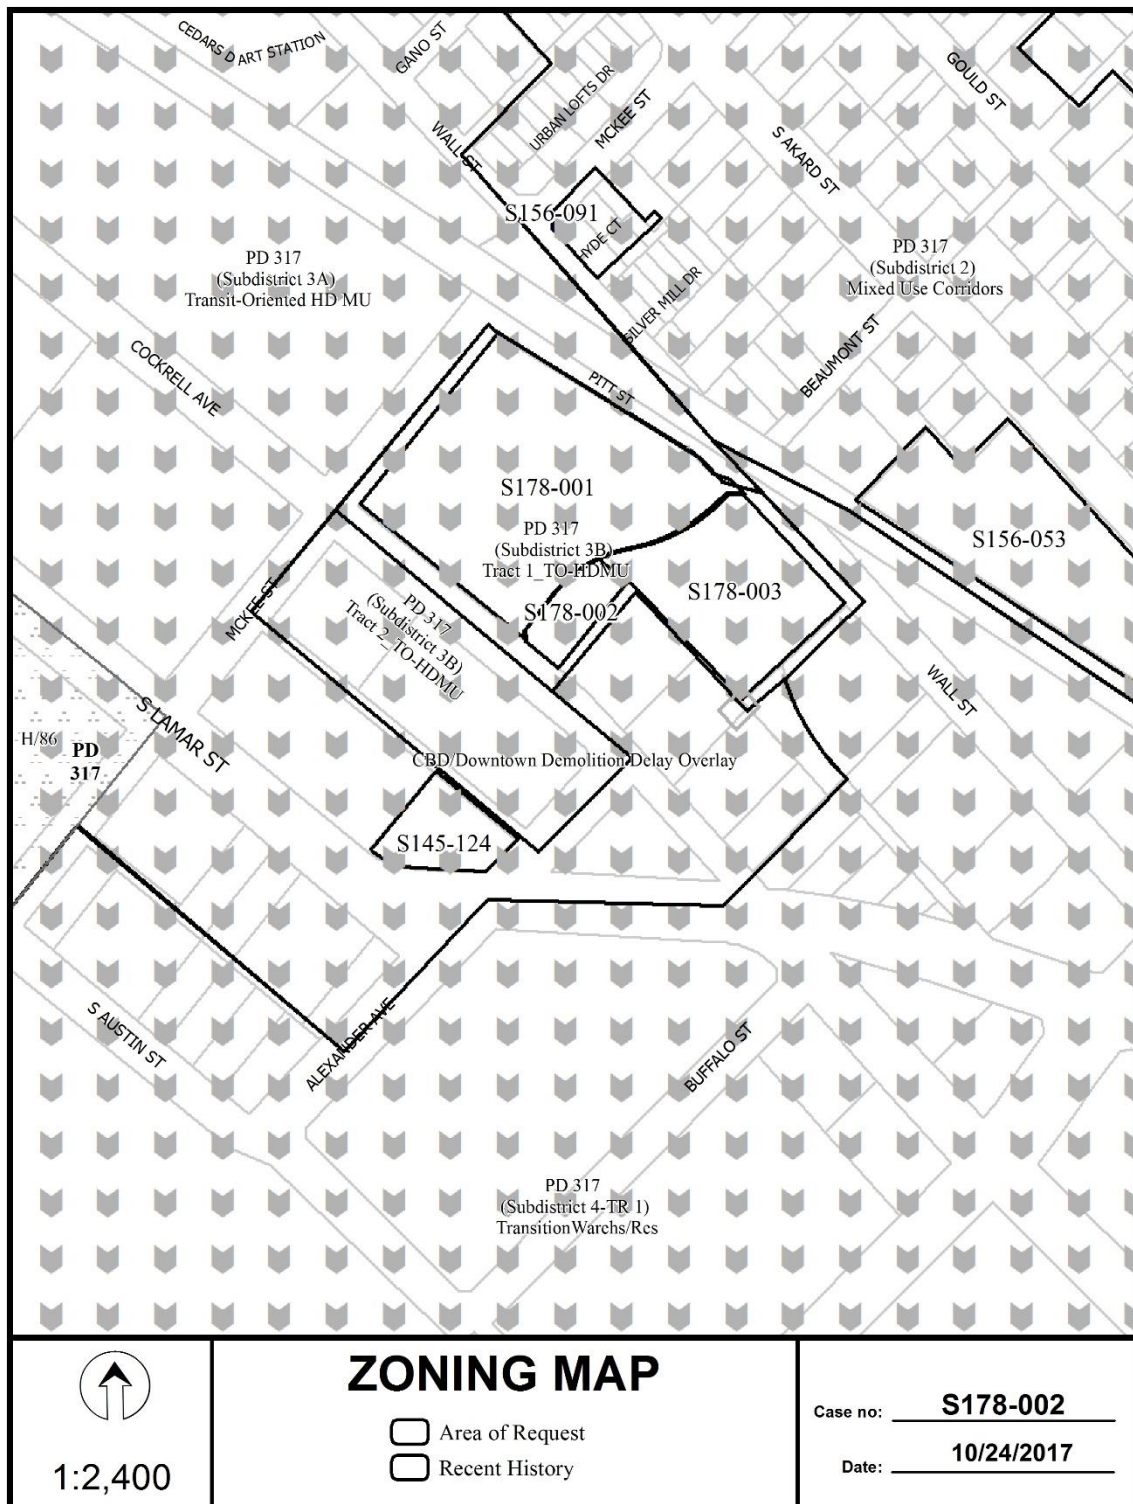 CEDARS DART STATION
GANO ST
GOULD ST
URBAN LOFTS DR
MCKEE ST
WALL ST
S AKARD ST
S156-091
HYDE CT
PD 317
(Subdistrict 3A)
Transit-Oriented HD MU
PD 317
(Subdistrict 2)
Mixed Use Corridors
SILVER MILL DR
BEAUMONT ST
COCKRELL AVE
PITT ST
S178-001
PD 317
(Subdistrict 3B)
Tract 1_TO-HDMU
S156-053
S178-003
S178-002
MCKEE ST
PD 317
(Subdistrict 3B)
Tract 2_TO-HDMU
WALL ST
S LAMAR ST
H/86
PD
317
CBD/Downtown Demolition Delay Overlay
S145-124
S AUSTIN ST
ALEXANDER AVE
BUFFALO ST
PD 317
(Subdistrict 4-TR 1)
TransitionWarehs/Res
1:2,400
ZONING MAP
Area of Request
Recent History
Case no: S178-002
Date: 10/24/2017